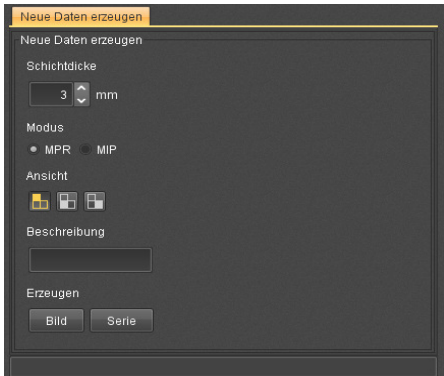 Neue Daten erzeugen
Neue Daten erzeugen
Schichtdicke
3 mm
Modus
MPR MIP
Ansicht
Beschreibung
Erzeugen
Bild Serie